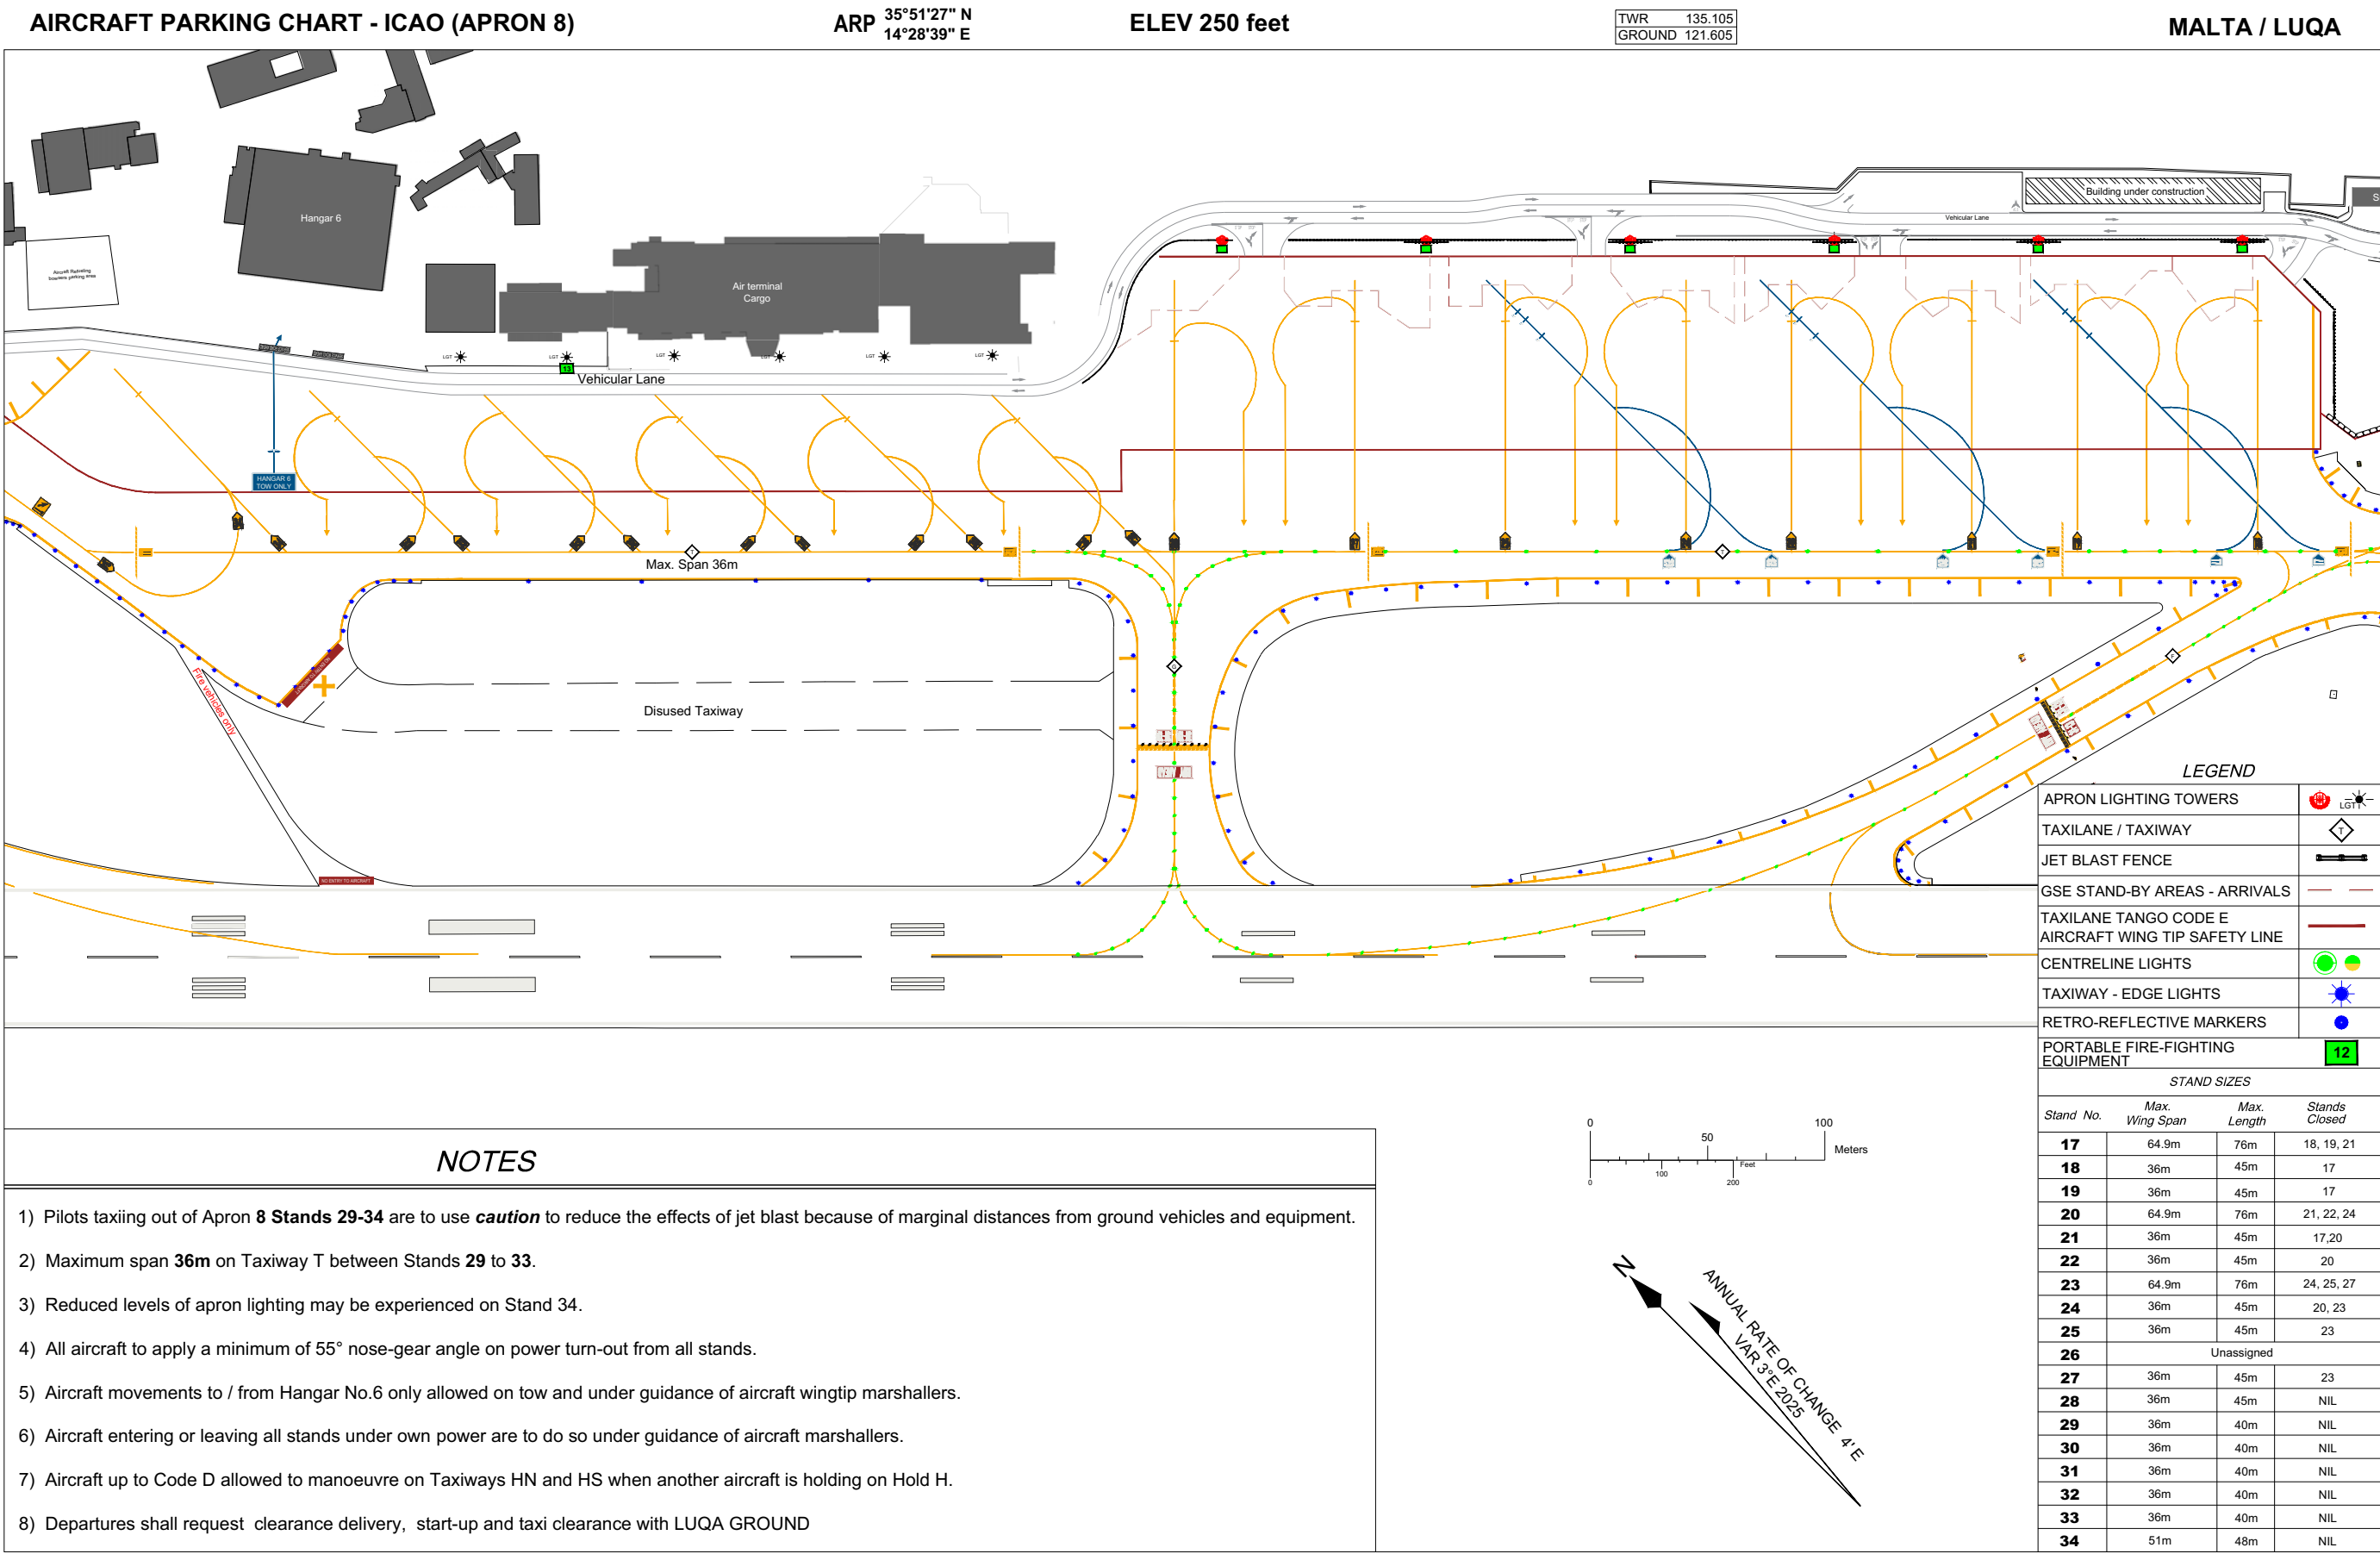 AIRCRAFT PARKING CHART - ICAO (APRON 8)
ARP 35°51'27" N
14°28'39" E
ELEV 250 feet
TWR 135.105
GROUND 121.605
MALTA / LUQA
Building under construction
S
Vehicular Lane
Hangar 6
Aircraft Refueling
bowsers parking area
Air terminal
Cargo
LGT
LGT
LGT
LGT
LGT
LGT
13
Vehicular Lane
HANGAR 6
TOW ONLY
T
T
Max. Span 36m
G
F
Fire vehicles only
Disused Taxiway
NO ENTRY TO AIRCRAFT
LEGEND
APRON LIGHTING TOWERS LGT
TAXILANE / TAXIWAY T
JET BLAST FENCE
GSE STAND-BY AREAS - ARRIVALS
TAXILANE TANGO CODE E
AIRCRAFT WING TIP SAFETY LINE
CENTRELINE LIGHTS
TAXIWAY - EDGE LIGHTS
RETRO-REFLECTIVE MARKERS
PORTABLE FIRE-FIGHTING
EQUIPMENT 12
STAND SIZES
Stand No. Max. Wing Span Max. Length Stands Closed
17 64.9m 76m 18, 19, 21
18 36m 45m 17
19 36m 45m 17
20 64.9m 76m 21, 22, 24
21 36m 45m 17,20
22 36m 45m 20
23 64.9m 76m 24, 25, 27
24 36m 45m 20, 23
25 36m 45m 23
26 Unassigned
27 36m 45m 23
28 36m 45m NIL
29 36m 40m NIL
30 36m 40m NIL
31 36m 40m NIL
32 36m 40m NIL
33 36m 40m NIL
34 51m 48m NIL
0 50 100
Meters
Feet
0 100 200
N
ANNUAL RATE OF CHANGE 4' E
VAR 3°E 2025
NOTES
1) Pilots taxiing out of Apron 8 Stands 29-34 are to use caution to reduce the effects of jet blast because of marginal distances from ground vehicles and equipment.
2) Maximum span 36m on Taxiway T between Stands 29 to 33.
3) Reduced levels of apron lighting may be experienced on Stand 34.
4) All aircraft to apply a minimum of 55° nose-gear angle on power turn-out from all stands.
5) Aircraft movements to / from Hangar No.6 only allowed on tow and under guidance of aircraft wingtip marshallers.
6) Aircraft entering or leaving all stands under own power are to do so under guidance of aircraft marshallers.
7) Aircraft up to Code D allowed to manoeuvre on Taxiways HN and HS when another aircraft is holding on Hold H.
8) Departures shall request clearance delivery, start-up and taxi clearance with LUQA GROUND